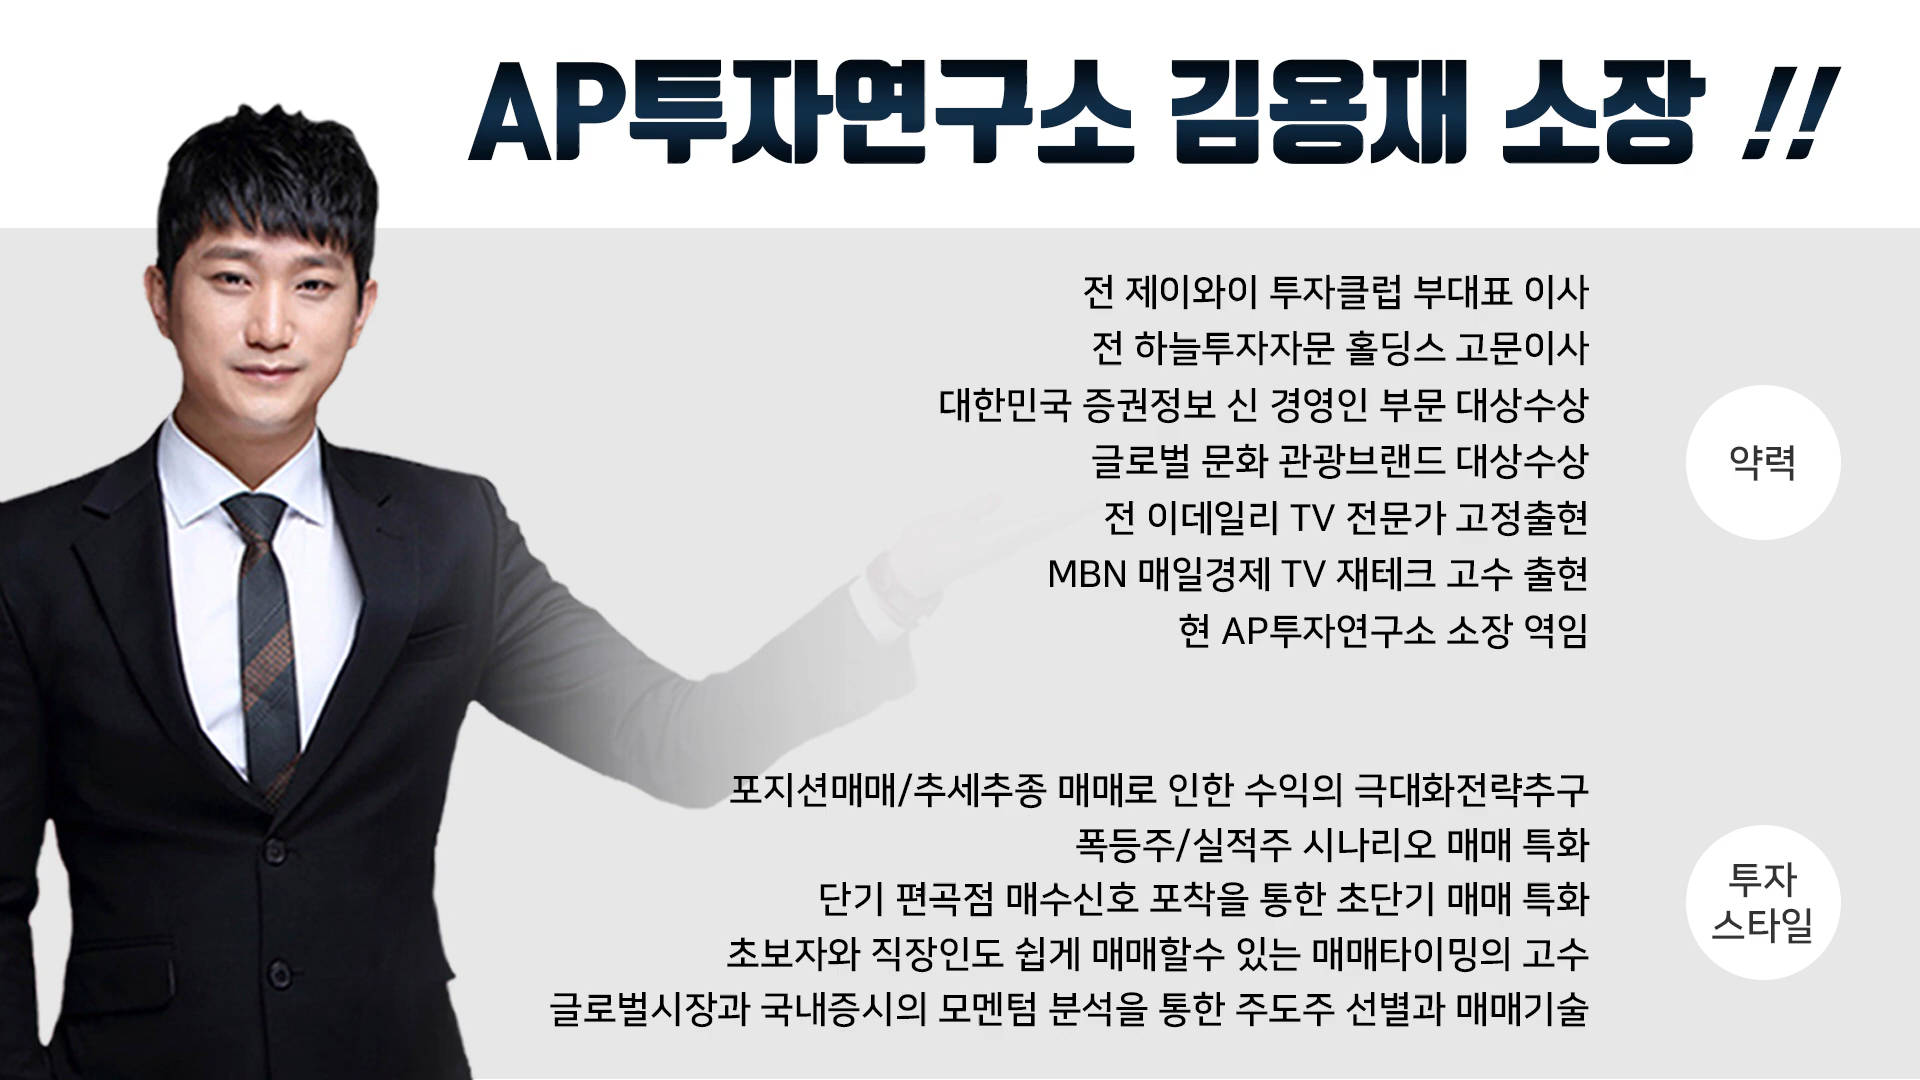 AP투자연구소 김용재 소장 !!
전 제이와이 투자클럽 부대표 이사
전 하늘투자자문 홀딩스 고문이사
대한민국 증권정보 신 경영인 부문 대상수상
글로벌 문화 관광브랜드 대상수상
전 이데일리 TV 전문가 고정출현
MBN 매일경제 TV 재테크 고수 출현
현 AP투자연구소 소장 역임
약력
포지션매매/추세추종 매매로 인한 수익의 극대화전략추구
폭등주/실적주 시나리오 매매 특화
단기 편곡점 매수신호 포착을 통한 초단기 매매 특화
초보자와 직장인도 쉽게 매매할수 있는 매매타이밍의 고수
글로벌시장과 국내증시의 모멘텀 분석을 통한 주도주 선별과 매매기술
투자
스타일